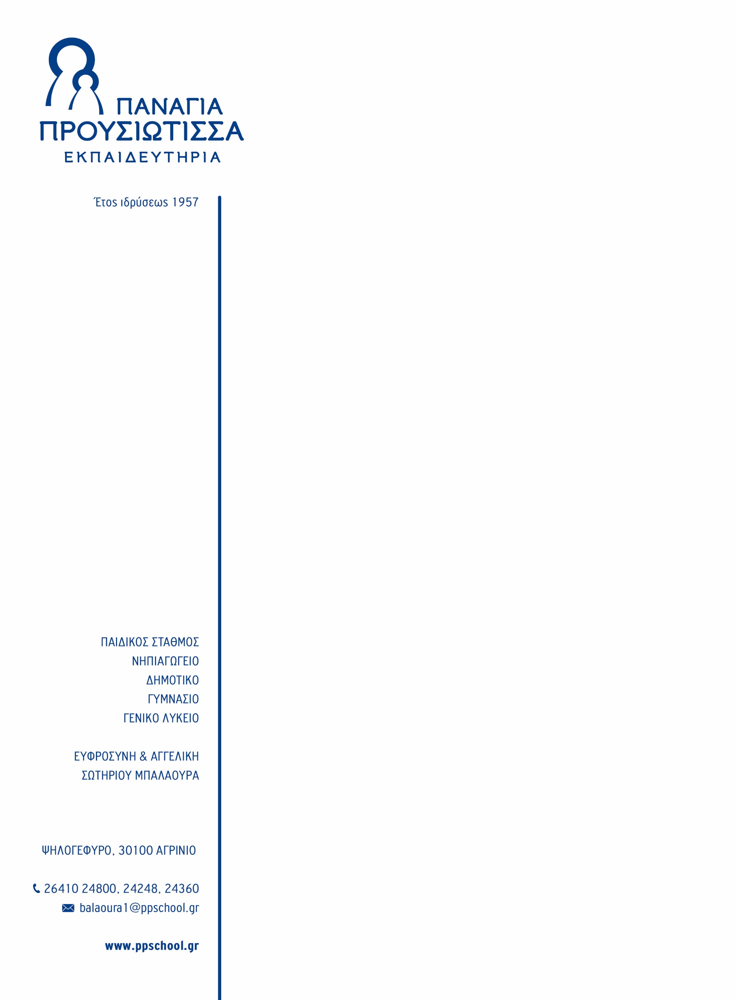 ΠΑΝΑΓΙΑ
ΠΡΟΥΣΙΩΤΙΣΣΑ
ΕΚΠΑΙΔΕΥΤΗΡΙΑ
Έτος ιδρύσεως 1957
ΠΑΙΔΙΚΟΣ ΣΤΑΘΜΟΣ
ΝΗΠΙΑΓΩΓΕΙΟ
ΔΗΜΟΤΙΚΟ
ΓΥΜΝΑΣΙΟ
ΓΕΝΙΚΟ ΛΥΚΕΙΟ
ΕΥΦΡΟΣΥΝΗ & ΑΓΓΕΛΙΚΗ
ΣΩΤΗΡΙΟΥ ΜΠΑΛΑΟΥΡΑ
ΨΗΛΟΓΕΦΥΡΟ, 30100 ΑΓΡΙΝΙΟ
26410 24800, 24248, 24360
balaoura1@ppschool.gr
www.ppschool.gr